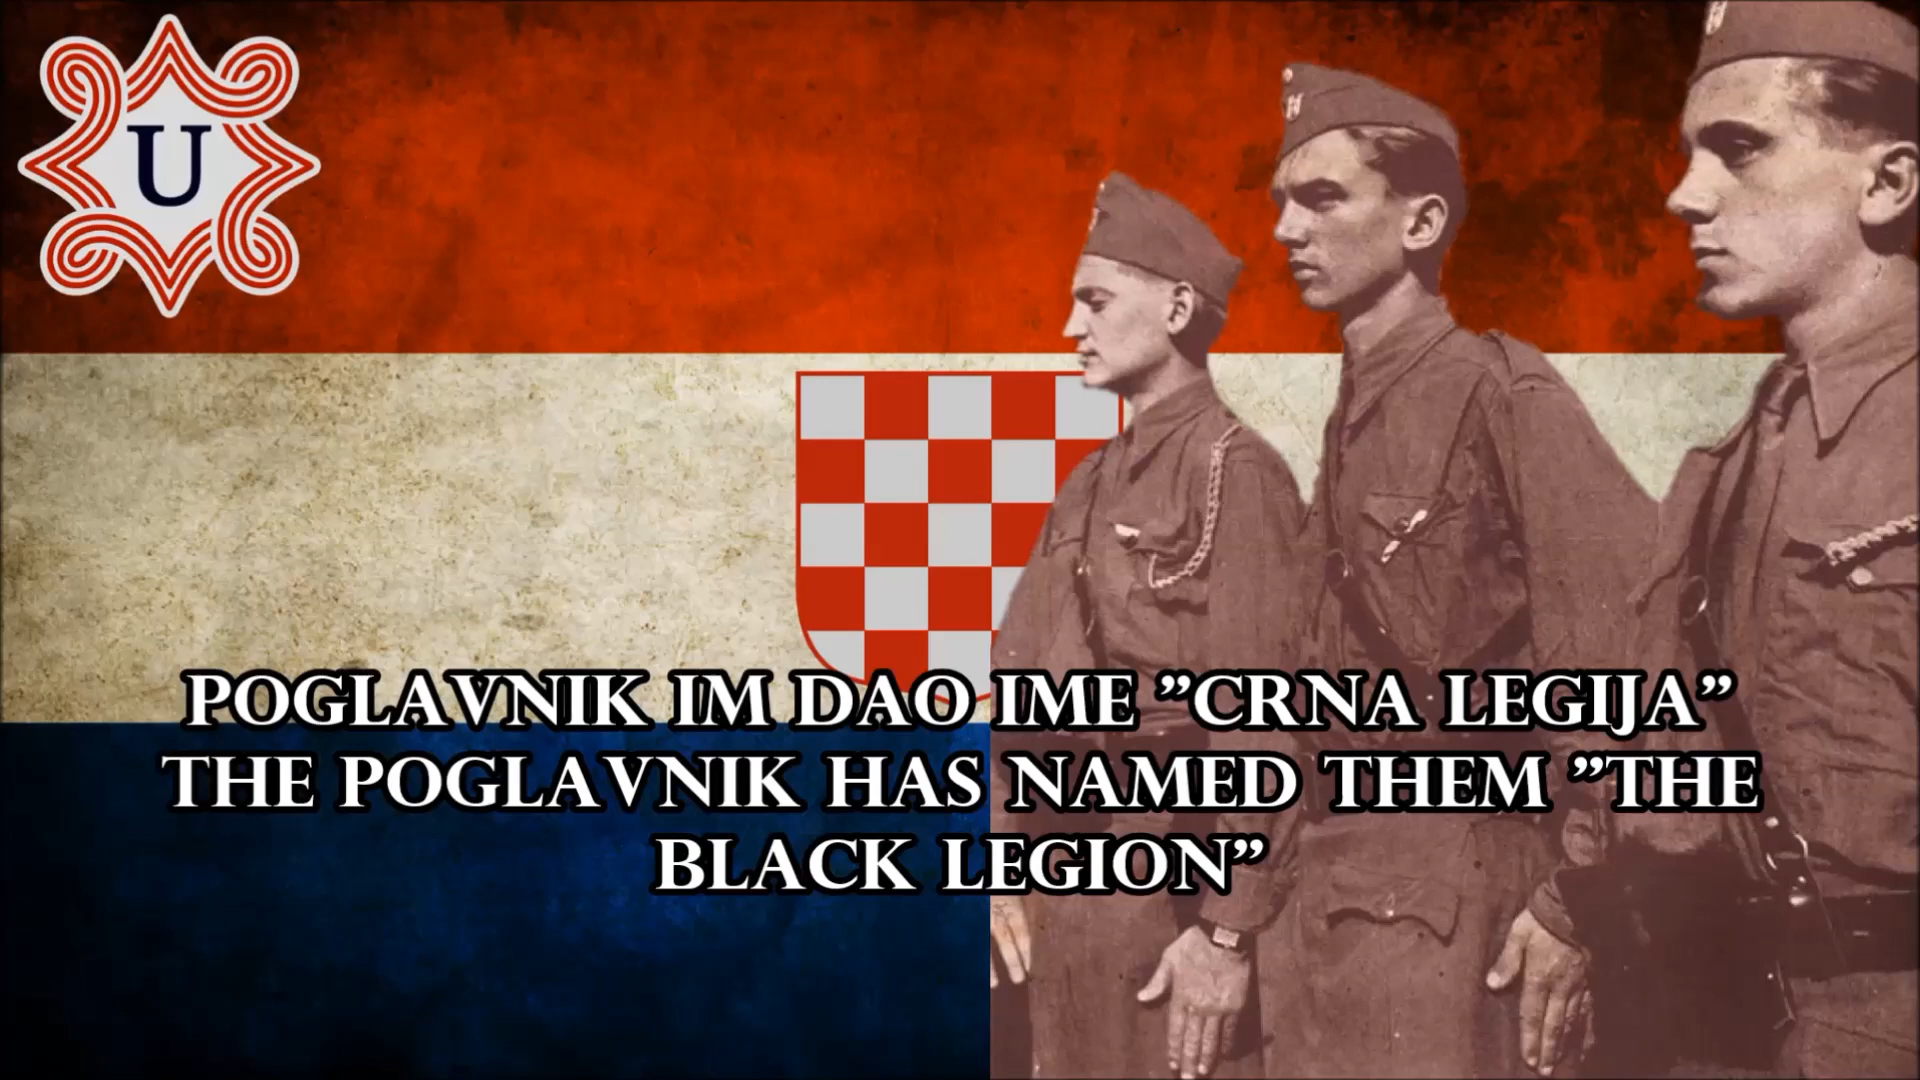 U
POGLAVNIK IM DAO IME ”CRNA LEGIJA”
THE POGLAVNIK HAS NAMED THEM ”THE
BLACK LEGION”